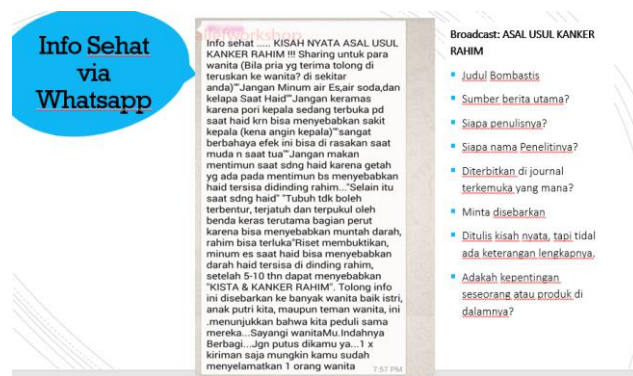 Info Sehat
via
Whatsapp
Info sehat ..... KISAH NYATA ASAL USUL
KANKER RAHIM !!! Sharing untuk para
wanita (Bila pria yg terima tolong di
teruskan ke wanita? di sekitar
anda)""Jangan Minum air Es,air soda,dan
kelapa Saat Haid""Jangan keramas
karena pori kepala sedang terbuka pd
saat haid krn bisa menyebabkan sakit
kepala (kena angin kepala)""sangat
berbahaya efek ini bisa di rasakan saat
muda n saat tua""Jangan makan
mentimun saat sdng haid karena getah
yg ada pada mentimun bs menyebabkan
haid tersisa didinding rahim..."Selain itu
saat sdng haid" "Tubuh tdk boleh
terbentur, terjatuh dan terpukul oleh
benda keras terutama bagian perut
karena bisa menyebabkan muntah darah,
rahim bisa terluka"Riset membuktikan,
minum es saat haid bisa menyebabkan
darah haid tersisa di dinding rahim,
setelah 5-10 thn dapat menyebabkan
"KISTA & KANKER RAHIM". Tolong info
ini disebarkan ke banyak wanita baik istri,
anak putri kita, maupun teman wanita, ini
.menunjukkan bahwa kita peduli sama
mereka...Sayangi wanitaMu.Indahnya
Berbagi...Jgn putus dikamu ya...1 x
kiriman saja mungkin kamu sudah
menyelamatkan 1 orang wanita
7:57 PM
Broadcast: ASAL USUL KANKER
RAHIM
Judul Bombastis
Sumber berita utama?
Siapa penulisnya?
Siapa nama Penelitinya?
Diterbitkan di journal
terkemuka yang mana?
Minta disebarkan
Ditulis kisah nyata, tapi tidal
ada keterangan lengkapnya.
Adakah kepentingan
seseorang atau produk di
dalamnya?